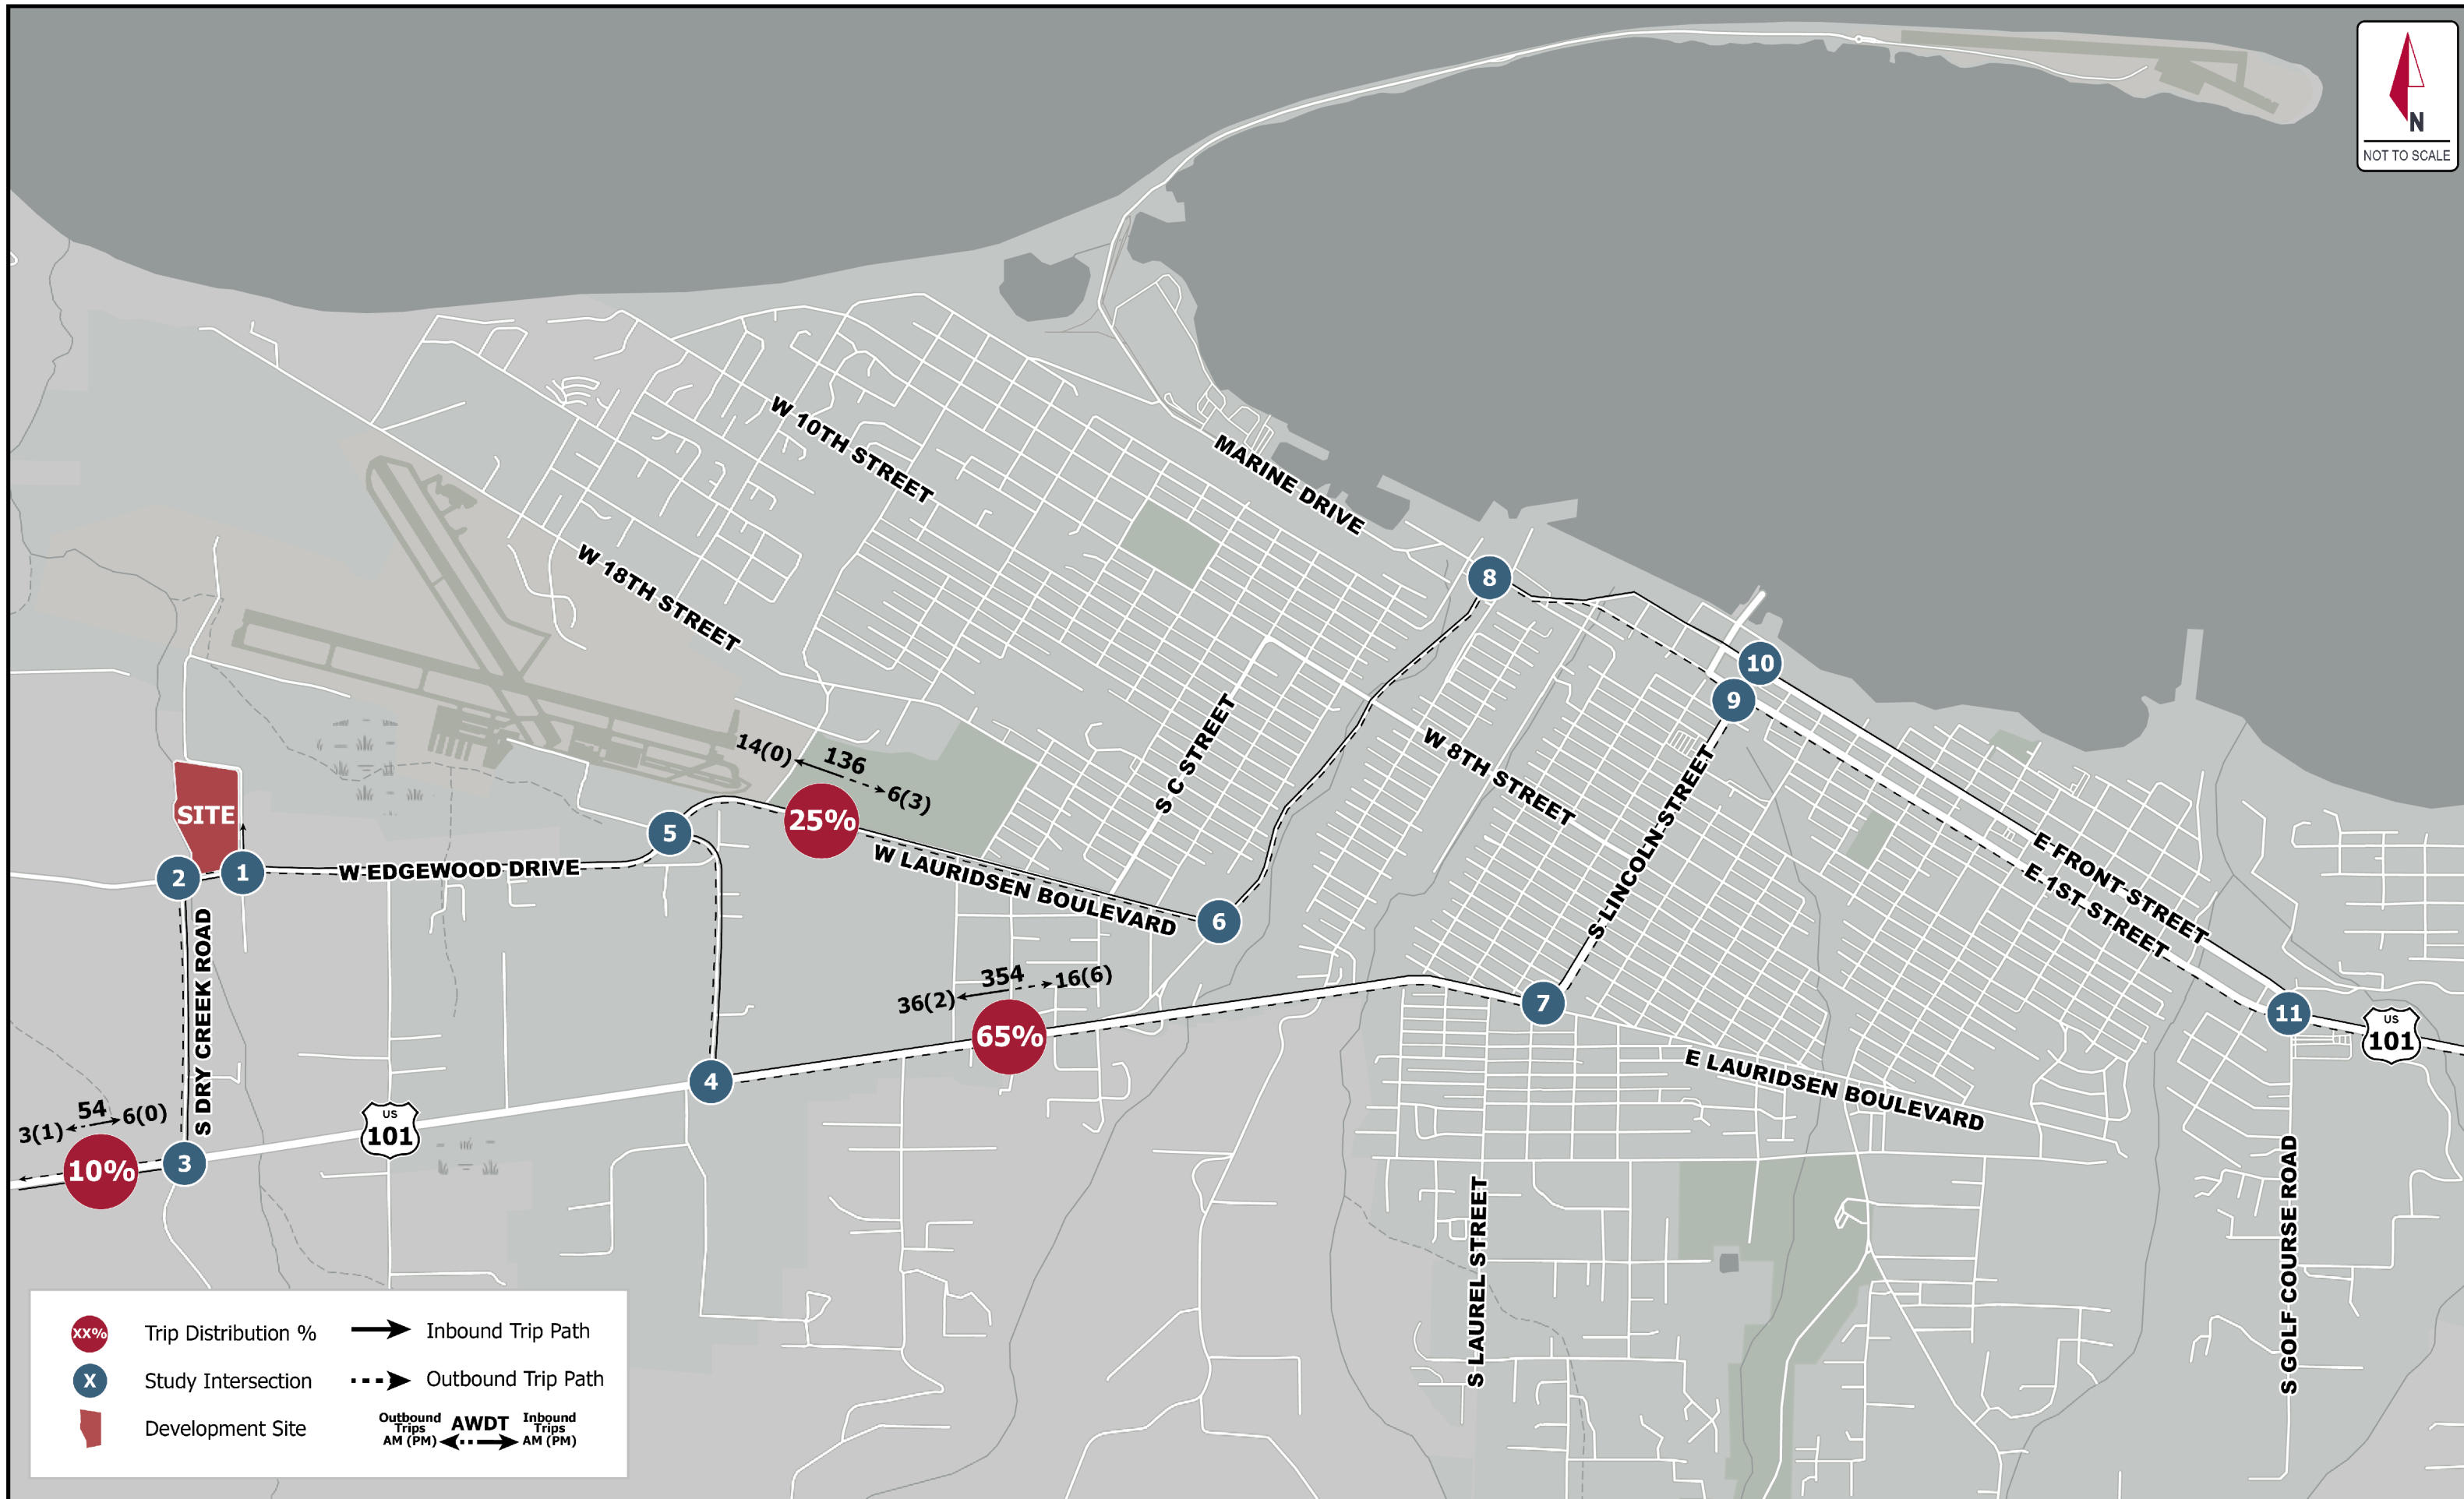 N
NOT TO SCALE
W 10TH STREET
MARINE DRIVE
W 18TH STREET
8
10
9
S C STREET
W 8TH STREET
S LINCOLN STREET
14(0)
136
6(3)
25%
SITE
5
2
1
W EDGEWOOD DRIVE
W LAURIDSEN BOULEVARD
6
E FRONT STREET
E 1ST STREET
S DRY CREEK ROAD
36(2)
354
16(6)
65%
7
11
US
101
4
E LAURIDSEN BOULEVARD
3(1)
54
6(0)
10%
3
US
101
S LAUREL STREET
S GOLF COURSE ROAD
XX%
Trip Distribution %
Inbound Trip Path
X
Study Intersection
Outbound Trip Path
Development Site
Outbound
Trips
AM (PM)
AWDT
Inbound
Trips
AM (PM)